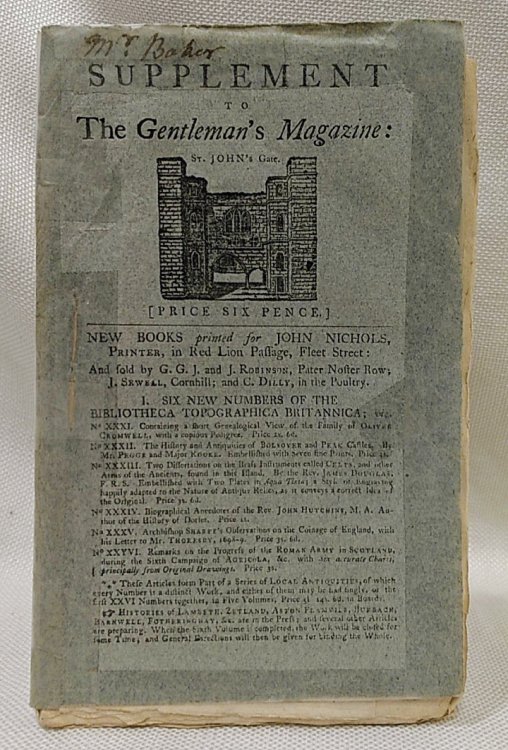 Mr Baker
SUPPLEMENT
TO
The Gentleman's Magazine:
St. JOHN's Gate.
[PRICE SIX PENCE.]
NEW BOOKS printed for JOHN NICHOLS,
PRINTER, in Red Lion Paſſage, Fleet Street:
And ſold by G. G. J. and J. ROBINSON, Pater Noſter Row;
J. SEWELL, Cornhill; and C. DILLY, in the Poultry.
I. SIX NEW NUMBERS OF THE
BIBLIOTHECA TOPOGRAPHICA BRITANNICA; viz.
No XXXI. Containing a ſhort Genealogical View of the Family of OLIVER
CROMWELL, with a copious Pedigree. Price 2s. 6d.
No XXXII. The Hiſtory and Antiquities of BOLSOVER and PEAK Caſtles. By
Mr. PEGGE and Major ROOKE. Embelliſhed with ſeven fine Prints. Price
No XXXIII. Two Diſſertations on the Braſs Inſtruments called CELTS, and other
Arms of the Ancients, found in this Iſland. By the Rev. JAMES DOUGLAS,
F. R. S. Embelliſhed with Two Plates in Aqua Tinta; a Style of Engraving
happily adapted to the Nature of Antique Relics, as it conveys a correct Idea of
the Original. Price
No XXXIV. Biographical Anecdotes of the Rev. JOHN HUTCHINS, M. A. Au-
thor of the Hiſtory of Dorſet. Price
No XXXV. Archbiſhop SHARPE's Obſervations on the Coinage of England, with
his Letter to Mr. THORESBY, 1698-9. Price
No XXXVI. Remarks on the Progreſs of the ROMAN ARMY in SCOTLAND,
during the Sixth Campaign of AGRICOLA, &c. with ſix accurate Charts,
principally from Original Drawings. Price
*** Theſe Articles form Part of a Series of LOCAL ANTIQUITIES, of which
every Number is a diſtinct Work, and either of them may be had ſingly, or the
firſt XXVI Numbers together, in Five Volumes, Price in Boards.
☞ HISTORIES of LAMBETH, ZETLAND, ASTON FLAMVILE, BURBACH,
BARNWELL, FOTHERINGHAY, &c. are in the Preſs; and ſeveral other Articles
are preparing. When the Sixth Volume is completed, the Work will be cloſed for
ſome Time; and General Directions will then be given for binding the Whole.